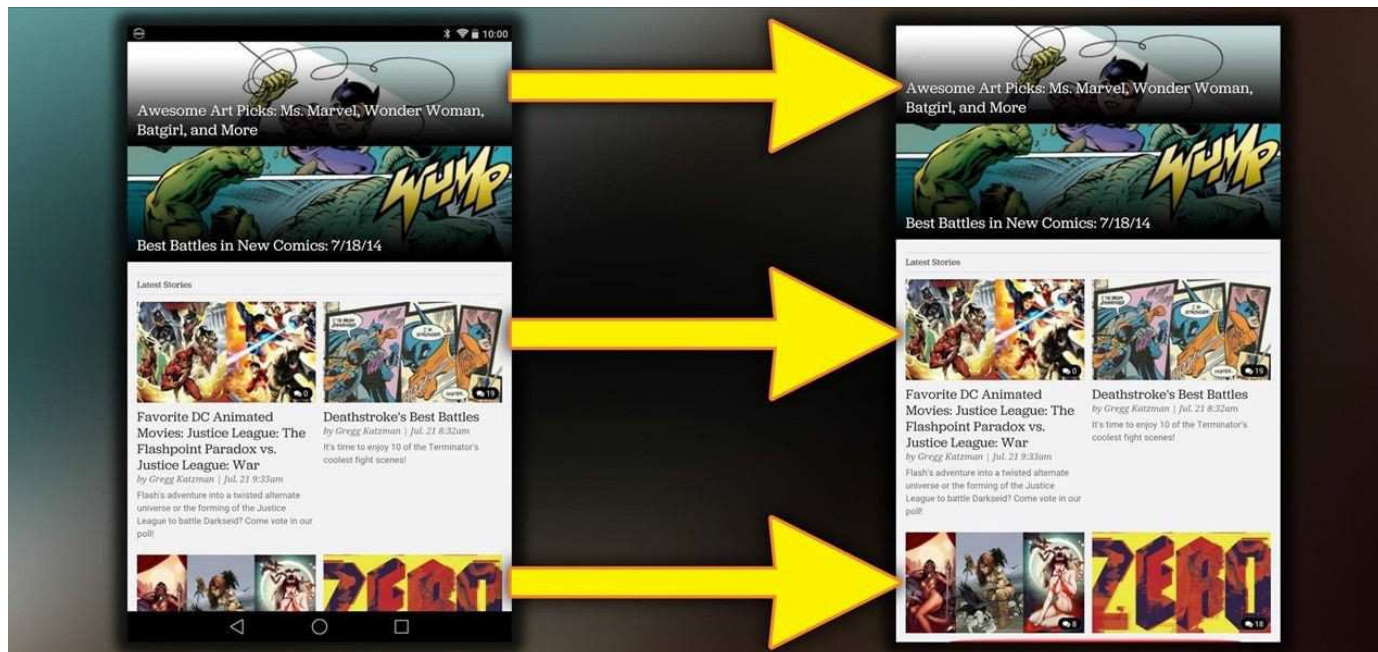 10:00
Awesome Art Picks: Ms. Marvel, Wonder Woman,
Batgirl, and More
WUMP
Best Battles in New Comics: 7/18/14
Latest Stories
0
19
Favorite DC Animated
Movies: Justice League: The
Flashpoint Paradox vs.
Justice League: War
by Gregg Katzman | Jul. 21 9:33am
Flash's adventure into a twisted alternate
universe or the forming of the Justice
League to battle Darkseid? Come vote in our
poll!
Deathstroke's Best Battles
by Gregg Katzman | Jul. 21 8:32am
It's time to enjoy 10 of the Terminator's
coolest fight scenes!
ZERO
Awesome Art Picks: Ms. Marvel, Wonder Woman,
Batgirl, and More
WUMP
Best Battles in New Comics: 7/18/14
Latest Stories
0
19
Favorite DC Animated
Movies: Justice League: The
Flashpoint Paradox vs.
Justice League: War
by Gregg Katzman | Jul. 21 9:33am
Flash's adventure into a twisted alternate
universe or the forming of the Justice
League to battle Darkseid? Come vote in our
poll!
Deathstroke's Best Battles
by Gregg Katzman | Jul. 21 8:32am
It's time to enjoy 10 of the Terminator's
coolest fight scenes!
8
ZERO
18